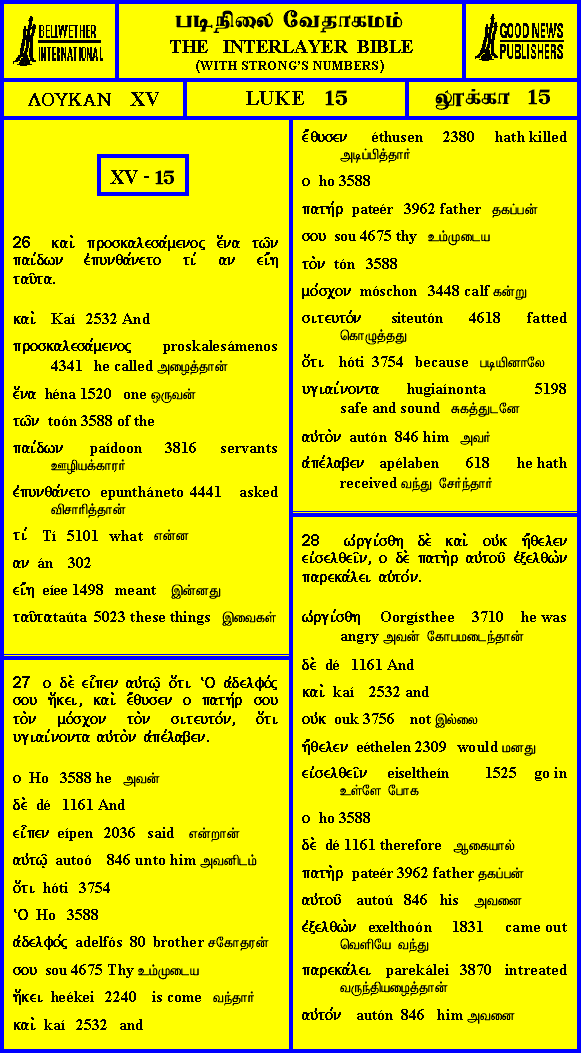 BELLWETHER
INTERNATIONAL
படிநிலை வேதாகமம்
THE INTERLAYER BIBLE
(WITH STRONG'S NUMBERS)
GOOD NEWS
PUBLISHERS
ΛΟΥΚΑΝ XV
LUKE 15
லூக்கா 15
XV - 15
26 καὶ προσκαλεσάμενος ἕνα τῶν
παίδων ἐπυνθάνετο τί αν εἴη
ταῦτα.
καὶ Kaí 2532 And
προσκαλεσάμενος proskalesámenos
4341 he called அழைத்தான்
ἕνα héna 1520 one ஒருவன்
τῶν toón 3588 of the
παίδων paídoon 3816 servants
ஊழியக்காரர்
ἐπυνθάνετο epuntháneto 4441 asked
விசாரித்தான்
τί Tí 5101 what என்ன
αν án 302
εἴη eíee 1498 meant இன்னது
ταῦτα taúta 5023 these things இவைகள்
27 ο δὲ εἶπεν αὐτῷ ὅτι Ὁ ἀδελφός
σου ἥκει, καὶ ἔθυσεν ο πατήρ σου
τὸν μόσχον τὸν σιτευτόν, ὅτι
υγιαίνοντα αὐτὸν ἀπέλαβεν.
ο Ho 3588 he அவன்
δὲ dé 1161 And
εἶπεν eípen 2036 said என்றான்
αὐτῷ autoó 846 unto him அவனிடம்
ὅτι hóti 3754
Ὁ Ho 3588
ἀδελφός adelfós 80 brother சகோதரன்
σου sou 4675 Thy உம்முடைய
ἥκει heékei 2240 is come வந்தார்
καὶ kaí 2532 and
ἔθυσεν éthusen 2380 hath killed
அடிப்பித்தார்
ο ho 3588
πατήρ pateér 3962 father தகப்பன்
σου sou 4675 thy உம்முடைய
τὸν tón 3588
μόσχον móschon 3448 calf கன்று
σιτευτόν siteutón 4618 fatted
கொழுத்தது
ὅτι hóti 3754 because படியினாலே
υγιαίνοντα hugiaínonta 5198
safe and sound சுகத்துடனே
αὐτὸν autón 846 him அவர்
ἀπέλαβεν apélaben 618 he hath
received வந்து சேர்ந்தார்
28 ωργίσθη δὲ καὶ οὐκ ἤθελεν
εἰσελθεῖν, ο δὲ πατὴρ αὐτοῦ ἐξελθὼν
παρεκάλει αὐτόν.
ωργίσθη Oorgísthee 3710 he was
angry அவன் கோபமடைந்தான்
δὲ dé 1161 And
καὶ kaí 2532 and
οὐκ ouk 3756 not இல்லை
ἤθελεν eéthelen 2309 would மனது
εἰσελθεῖν eiseltheín 1525 go in
உள்ளே போக
ο ho 3588
δὲ dé 1161 therefore ஆகையால்
πατὴρ pateér 3962 father தகப்பன்
αὐτοῦ autoú 846 his அவனை
ἐξελθὼν exelthoón 1831 came out
வெளியே வந்து
παρεκάλει parekálei 3870 intreated
வருந்தியழைத்தான்
αὐτόν autón 846 him அவனை